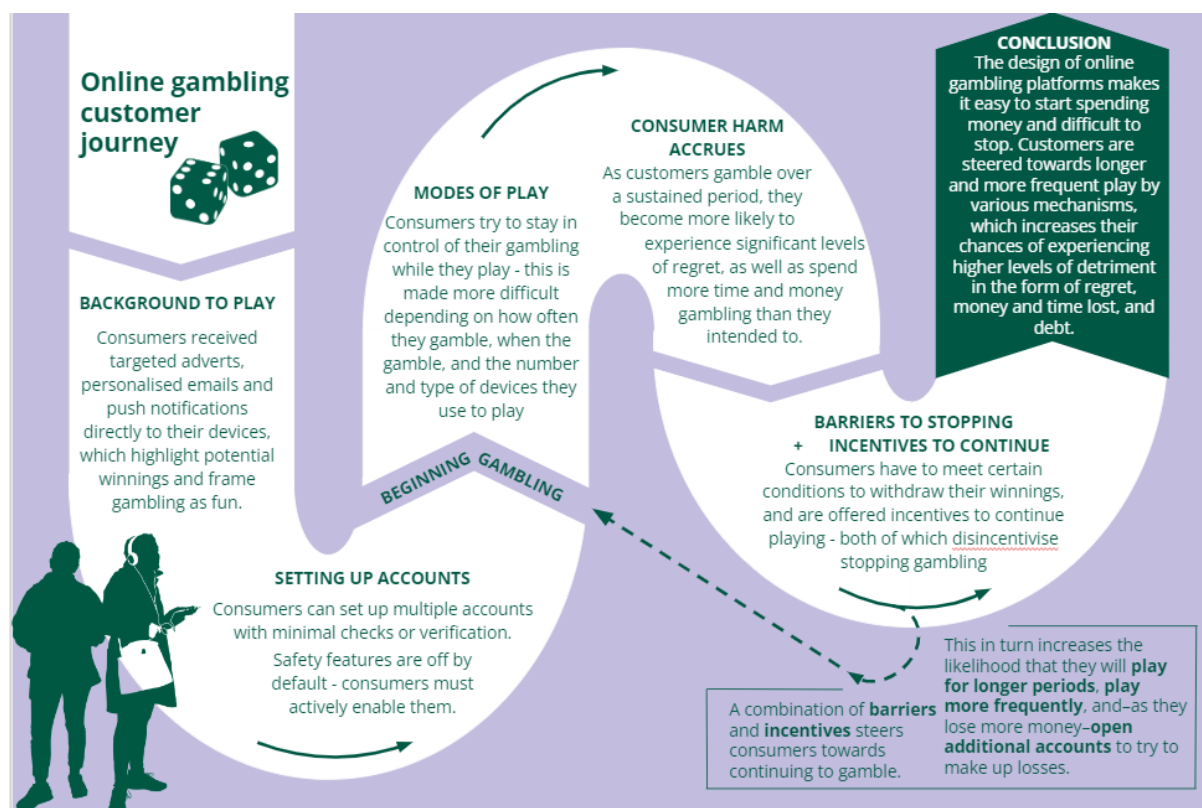 Online gambling
customer
journey
BACKGROUND TO PLAY
Consumers received
targeted adverts,
personalised emails and
push notifications
directly to their devices,
which highlight potential
winnings and frame
gambling as fun.
SETTING UP ACCOUNTS
Consumers can set up multiple accounts
with minimal checks or verification.
Safety features are off by
default - consumers must
actively enable them.
BEGINNING GAMBLING
MODES OF PLAY
Consumers try to stay in
control of their gambling
while they play - this is
made more difficult
depending on how often
they gamble, when the
gamble, and the number
and type of devices they
use to play
CONSUMER HARM
ACCRUES
As customers gamble over
a sustained period, they
become more likely to
experience significant levels
of regret, as well as spend
more time and money
gambling than they
intended to.
BARRIERS TO STOPPING
+ INCENTIVES TO CONTINUE
Consumers have to meet certain
conditions to withdraw their winnings,
and are offered incentives to continue
playing - both of which disincentivise
stopping gambling
A combination of barriers
and incentives steers
consumers towards
continuing to gamble.
This in turn increases the
likelihood that they will play
for longer periods, play
more frequently, and–as they
lose more money–open
additional accounts to try to
make up losses.
CONCLUSION
The design of online
gambling platforms makes
it easy to start spending
money and difficult to
stop. Customers are
steered towards longer
and more frequent play by
various mechanisms,
which increases their
chances of experiencing
higher levels of detriment
in the form of regret,
money and time lost, and
debt.